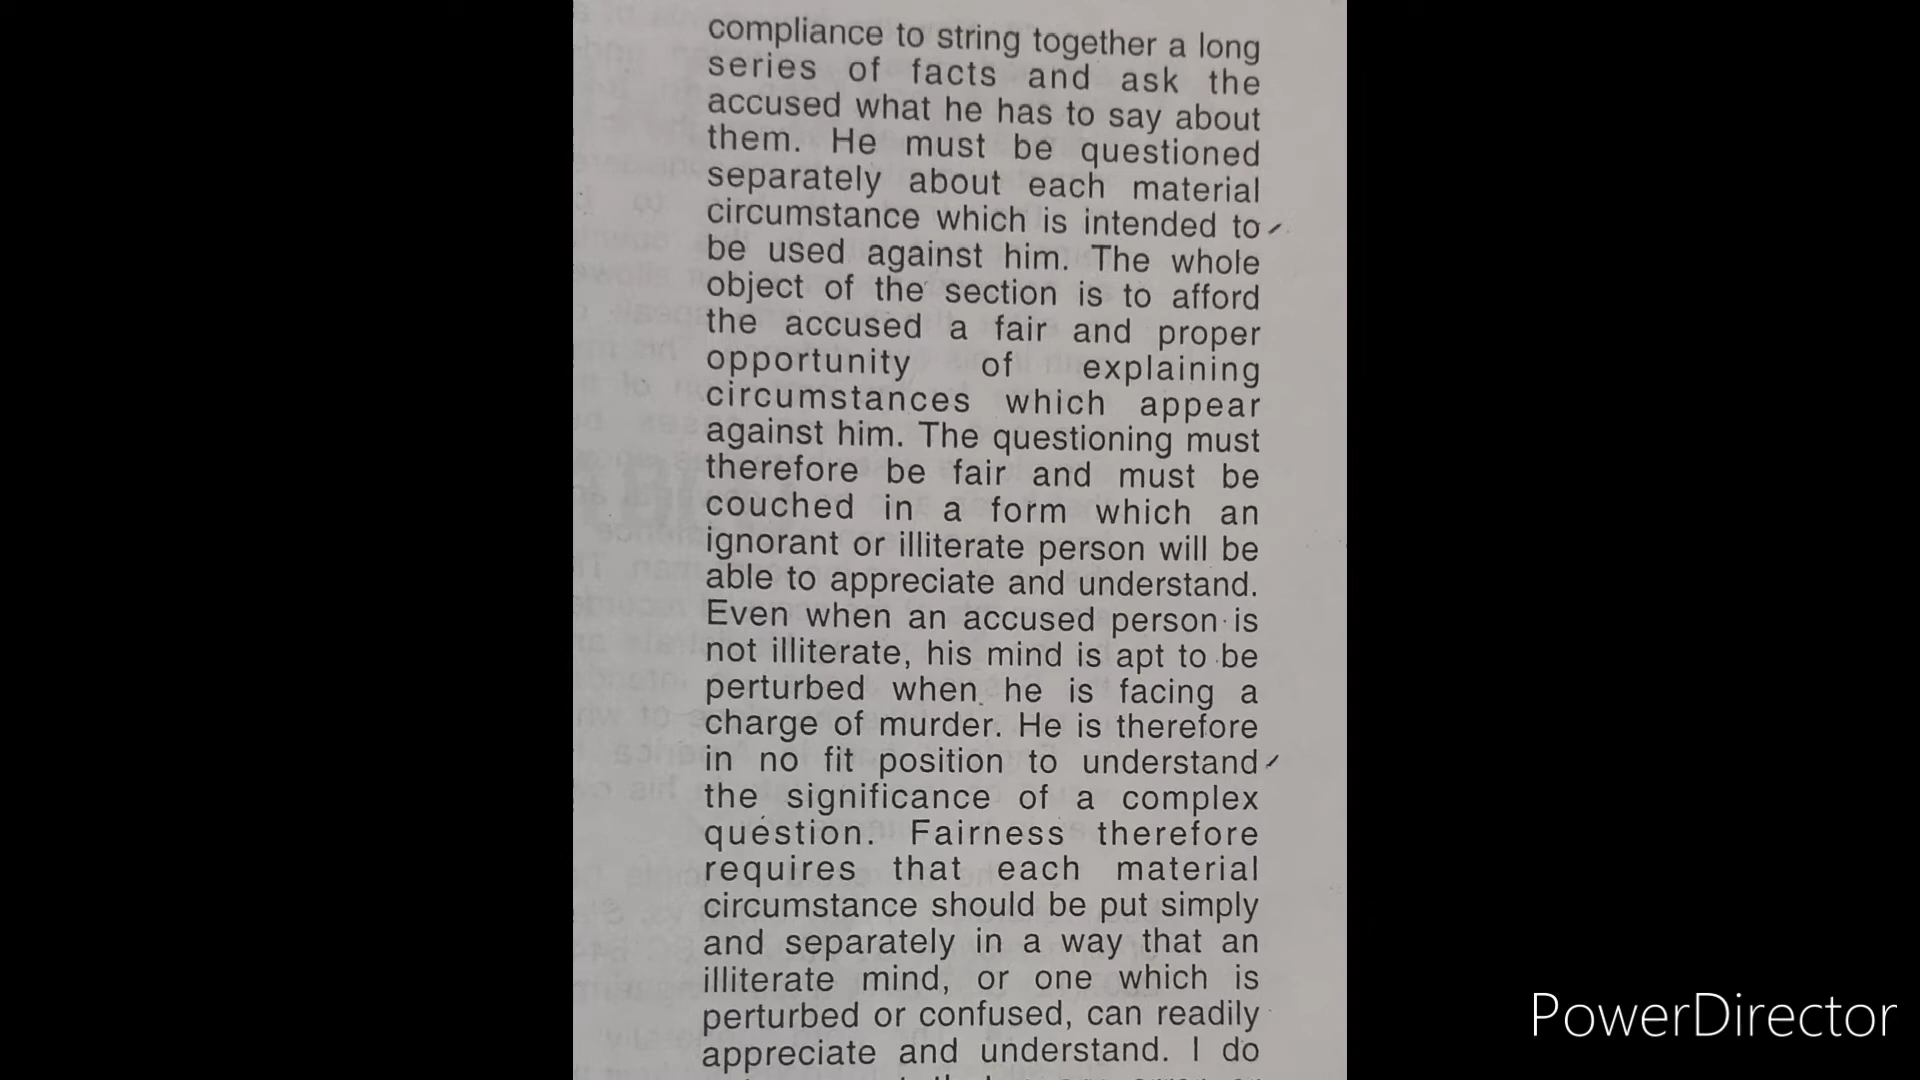 compliance to string together a long
series of facts and ask the
accused what he has to say about
them. He must be questioned
separately about each material
circumstance which is intended to
be used against him. The whole
object of the section is to afford
the accused a fair and proper
opportunity of explaining
circumstances which appear
against him. The questioning must
therefore be fair and must be
couched in a form which an
ignorant or illiterate person will be
able to appreciate and understand.
Even when an accused person is
not illiterate, his mind is apt to be
perturbed when he is facing a
charge of murder. He is therefore
in no fit position to understand
the significance of a complex
question. Fairness therefore
requires that each material
circumstance should be put simply
and separately in a way that an
illiterate mind, or one which is
perturbed or confused, can readily
appreciate and understand. I do
PowerDirector